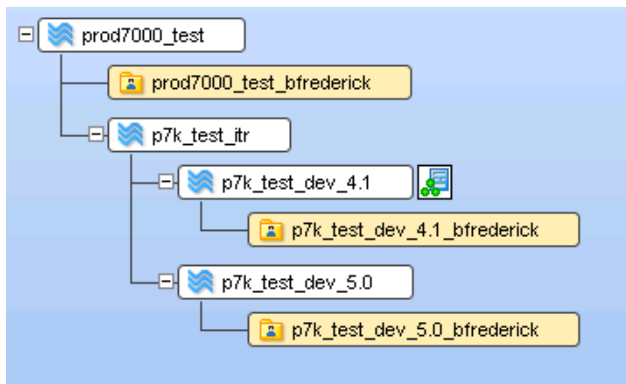 prod7000_test
prod7000_test_bfrederick
p7k_test_itr
p7k_test_dev_4.1
p7k_test_dev_4.1_bfrederick
p7k_test_dev_5.0
p7k_test_dev_5.0_bfrederick